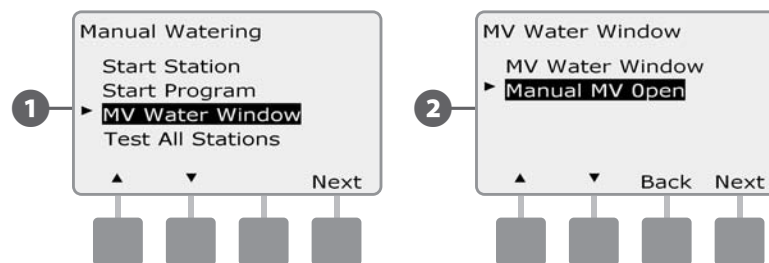 1
Manual Watering
Start Station
Start Program
► MV Water Window
Test All Stations
▲ ▼ Next
2
MV Water Window
MV Water Window
► Manual MV 0pen
▲ ▼ Back Next